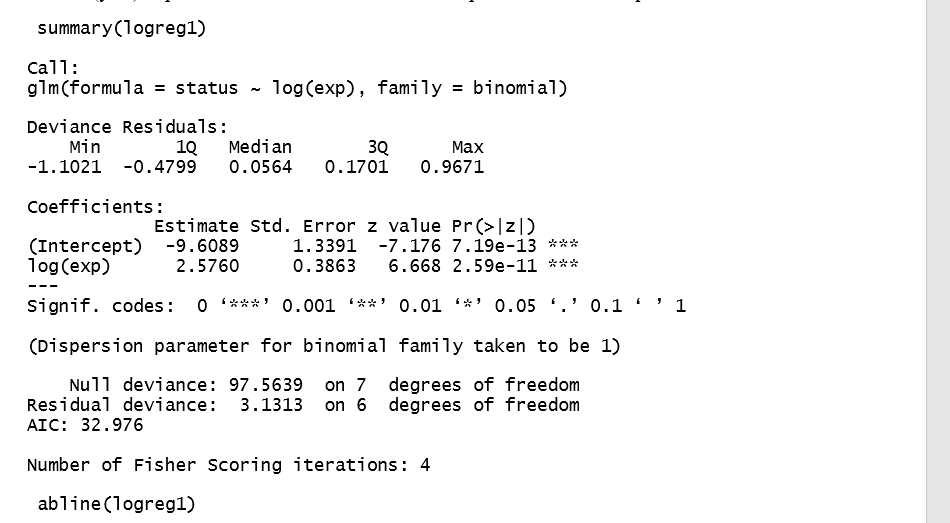 summary(logreg1)
Call:
glm(formula = status ~ log(exp), family = binomial)
Deviance Residuals:
    Min       1Q   Median       3Q      Max
-1.1021  -0.4799   0.0564   0.1701   0.9671
Coefficients:
            Estimate Std. Error z value Pr(>|z|)
(Intercept)  -9.6089     1.3391  -7.176 7.19e-13 ***
log(exp)      2.5760     0.3863   6.668 2.59e-11 ***
---
Signif. codes:  0 ‘***’ 0.001 ‘**’ 0.01 ‘*’ 0.05 ‘.’ 0.1 ‘ ’ 1
(Dispersion parameter for binomial family taken to be 1)
    Null deviance: 97.5639  on 7  degrees of freedom
Residual deviance:  3.1313  on 6  degrees of freedom
AIC: 32.976
Number of Fisher Scoring iterations: 4
abline(logreg1)